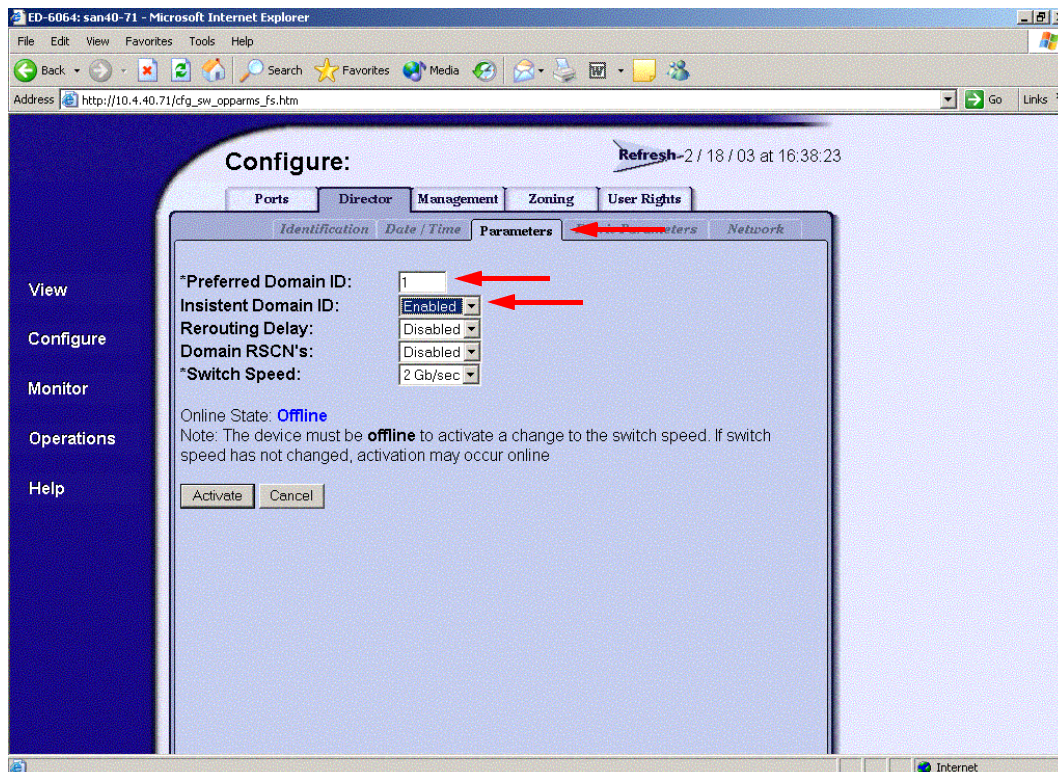 ED-6064: san40-71 - Microsoft Internet Explorer
File Edit View Favorites Tools Help
Back Search Favorites Media
Address http://10.4.40.71/cfg_sw_opparms_fs.htm Go Links
Configure:
Refresh-2 / 18 / 03 at 16:38:23
Ports Director Management Zoning User Rights
Identification Date / Time Parameters Network
*Preferred Domain ID: 1
Insistent Domain ID: Enabled
Rerouting Delay: Disabled
Domain RSCN's: Disabled
*Switch Speed: 2 Gb/sec
Online State: Offline
Note: The device must be offline to activate a change to the switch speed. If switch
speed has not changed, activation may occur online
Activate Cancel
View
Configure
Monitor
Operations
Help
Internet